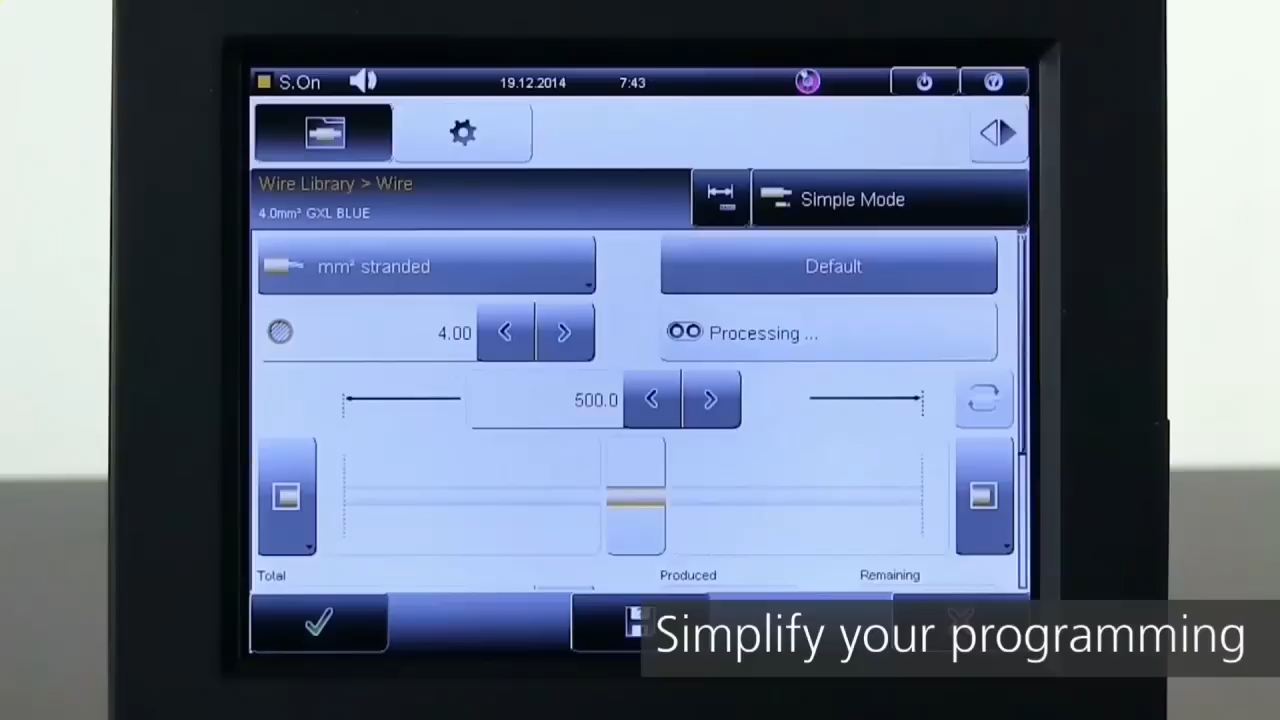 S.On
19.12.2014
7:43
Wire Library > Wire
4.0mm² GXL BLUE
Simple Mode
mm² stranded
Default
4.00
Processing ...
500.0
Total
Produced
Remaining
Simplify your programming